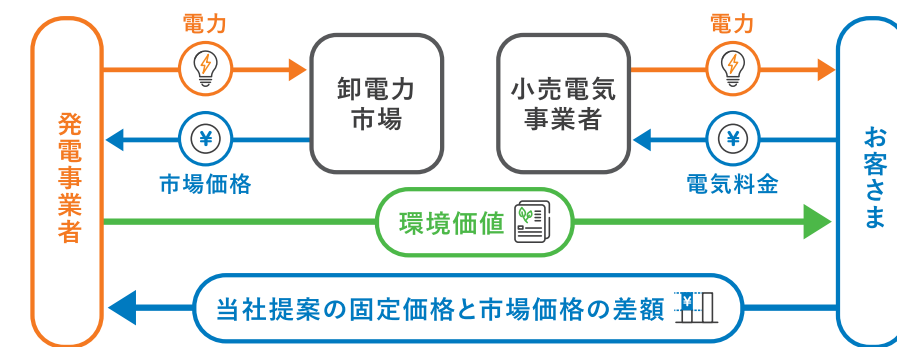 電力
電力
卸電力
市場
小売電気
事業者
¥
¥
市場価格
電気料金
発電事業者
お客さま
環境価値
当社提案の固定価格と市場価格の差額
¥